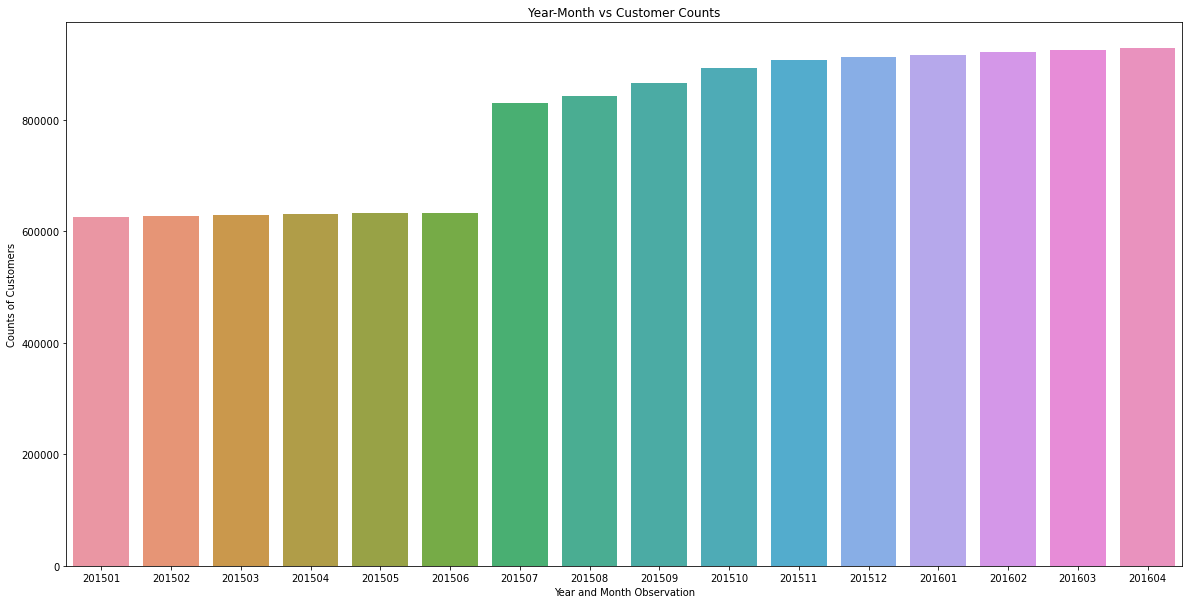 Year-Month vs Customer Counts
800000
600000
400000
200000
0
Counts of Customers
201501 201502 201503 201504 201505 201506 201507 201508 201509 201510 201511 201512 201601 201602 201603 201604
Year and Month Observation